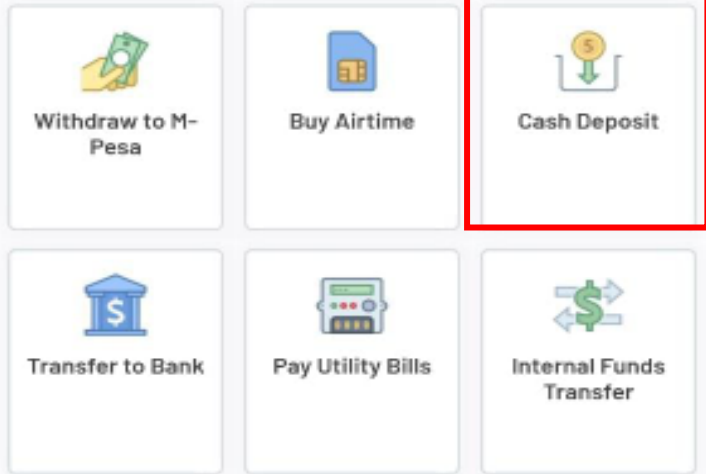 Withdraw to M-
Pesa
Buy Airtime
Cash Deposit
Transfer to Bank
Pay Utility Bills
Internal Funds
Transfer